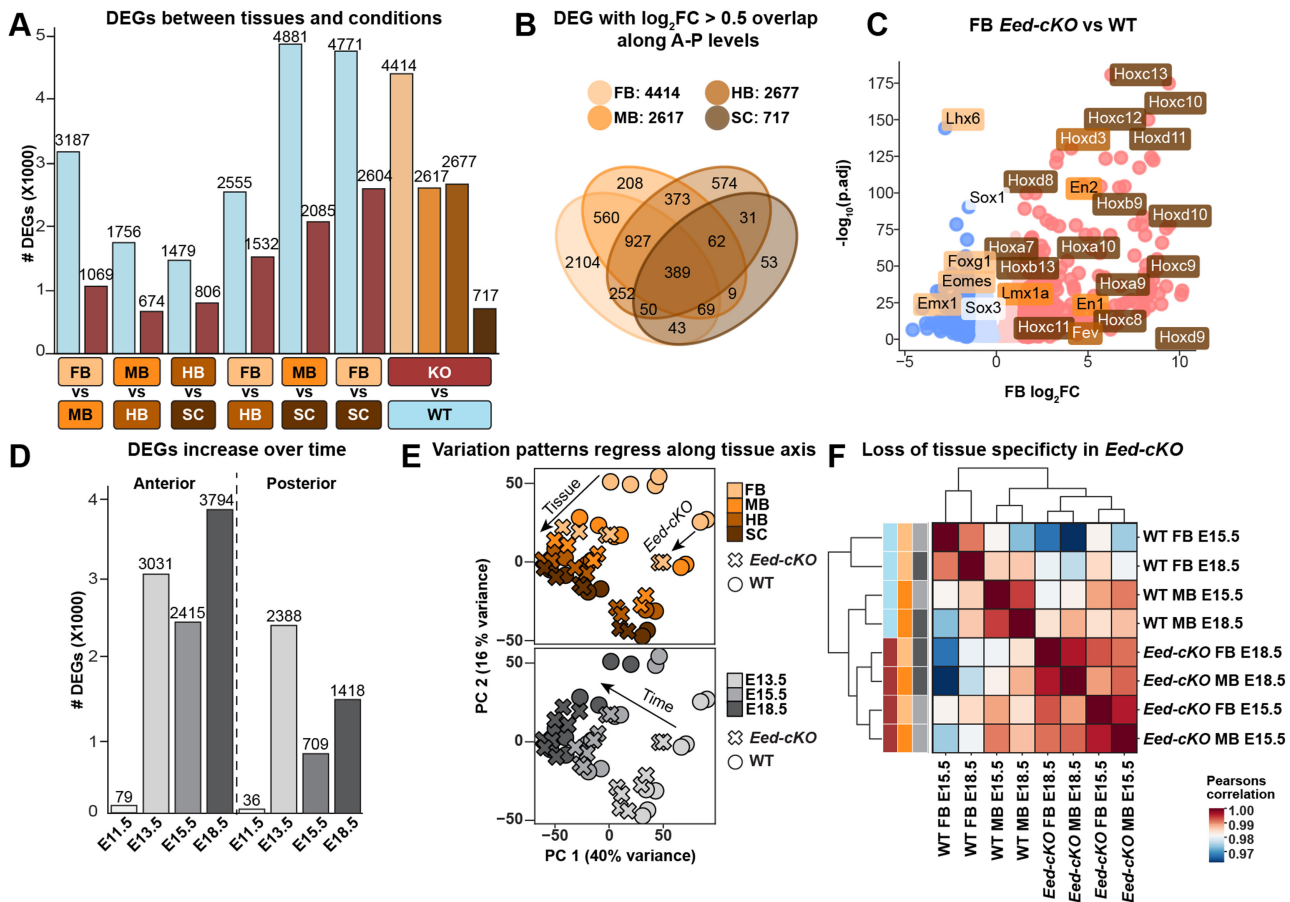 A
DEGs between tissues and conditions
# DEGs (X1000)
5
4
3
2
1
0
3187
1069
1756
674
1479
806
2555
1532
4881
2085
4771
2604
4414
2617
2677
717
FB
MB
HB
FB
MB
FB
KO
vs
vs
vs
vs
vs
vs
vs
MB
HB
SC
HB
SC
SC
WT
B
DEG with log2FC > 0.5 overlap
along A-P levels
FB: 4414
HB: 2677
MB: 2617
SC: 717
208
574
560
373
31
927
62
2104
389
53
252
9
50
69
43
C
FB Eed-cKO vs WT
-log10(p.adj)
175
150
125
100
75
50
25
0
Hoxc13
Hoxc10
Lhx6
Hoxc12
Hoxd3
Hoxd11
Hoxd8
En2
Sox1
Hoxb9
Hoxd10
Hoxa7
Hoxa10
Foxg1
Hoxb13
Hoxc9
Eomes
Hoxa9
Lmx1a
Emx1
Sox3
En1
Hoxc8
Hoxc11
Fev
Hoxd9
−5
0
5
10
FB log2FC
D
DEGs increase over time
Anterior
Posterior
# DEGs (X1000)
4
3
2
1
0
79
3031
2415
3794
36
2388
709
1418
E11.5
E13.5
E15.5
E18.5
E11.5
E13.5
E15.5
E18.5
E
Variation patterns regress along tissue axis
PC 2 (16 % variance)
50
0
−50
Tissue
Eed-cKO
FB
MB
HB
SC
Eed-cKO
WT
50
0
−50
Time
E13.5
E15.5
E18.5
Eed-cKO
WT
−50
0
50
PC 1 (40% variance)
F
Loss of tissue specificty in Eed-cKO
WT FB E15.5
WT FB E18.5
WT MB E15.5
WT MB E18.5
Eed-cKO FB E18.5
Eed-cKO MB E18.5
Eed-cKO FB E15.5
Eed-cKO MB E15.5
WT FB E15.5
WT FB E18.5
WT MB E15.5
WT MB E18.5
Eed-cKO FB E18.5
Eed-cKO MB E18.5
Eed-cKO FB E15.5
Eed-cKO MB E15.5
Pearsons
correlation
1.00
0.99
0.98
0.97